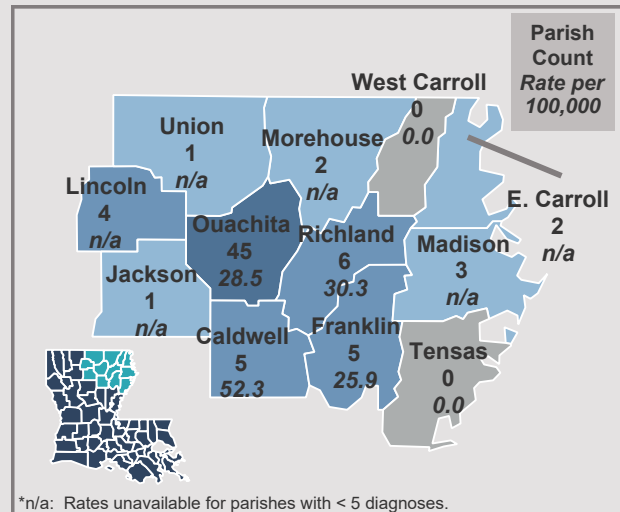 Parish
Count
Rate per
100,000
West Carroll
0
0.0
Union
1
n/a
Morehouse
2
n/a
E. Carroll
2
n/a
Lincoln
4
n/a
Ouachita
45
28.5
Richland
6
30.3
Madison
3
n/a
Jackson
1
n/a
Caldwell
5
52.3
Franklin
5
25.9
Tensas
0
0.0
*n/a: Rates unavailable for parishes with < 5 diagnoses.